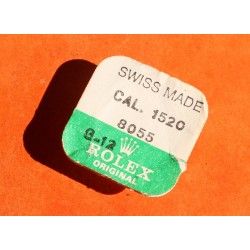 SWISS MADE
CAL. 1520
8055
G-12
ROLEX
ORIGINAL